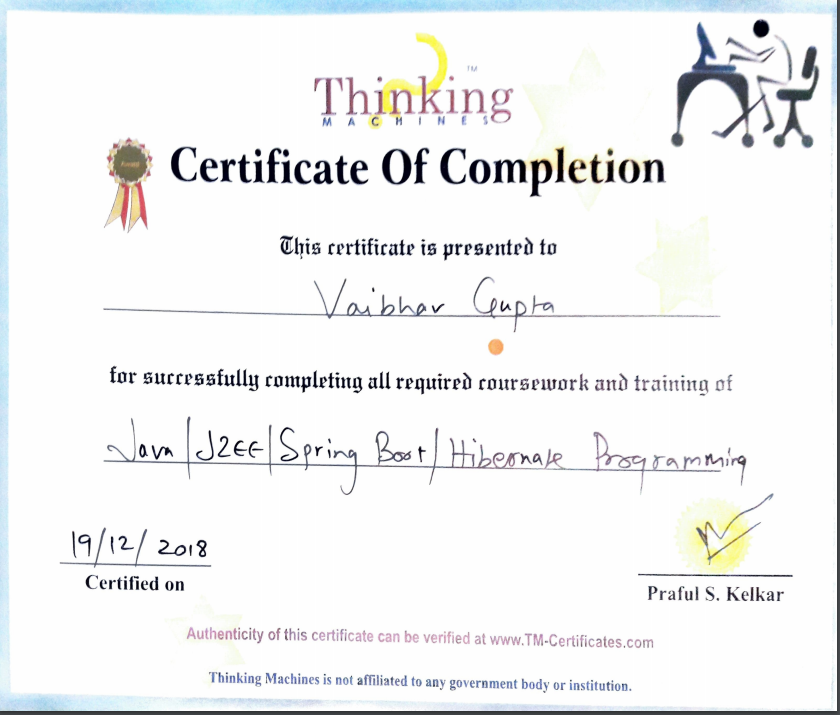 Thinking
TM
MACHINES
Certificate Of Completion
This certificate is presented to
Vaibhav Gupta
for successfully completing all required coursework and training of
Java/J2EE/Spring Boot/Hibernate Programming
19/12/2018
Certified on
Praful S. Kelkar
Authenticity of this certificate can be verified at www.TM-Certificates.com
Thinking Machines is not affiliated to any government body or institution.